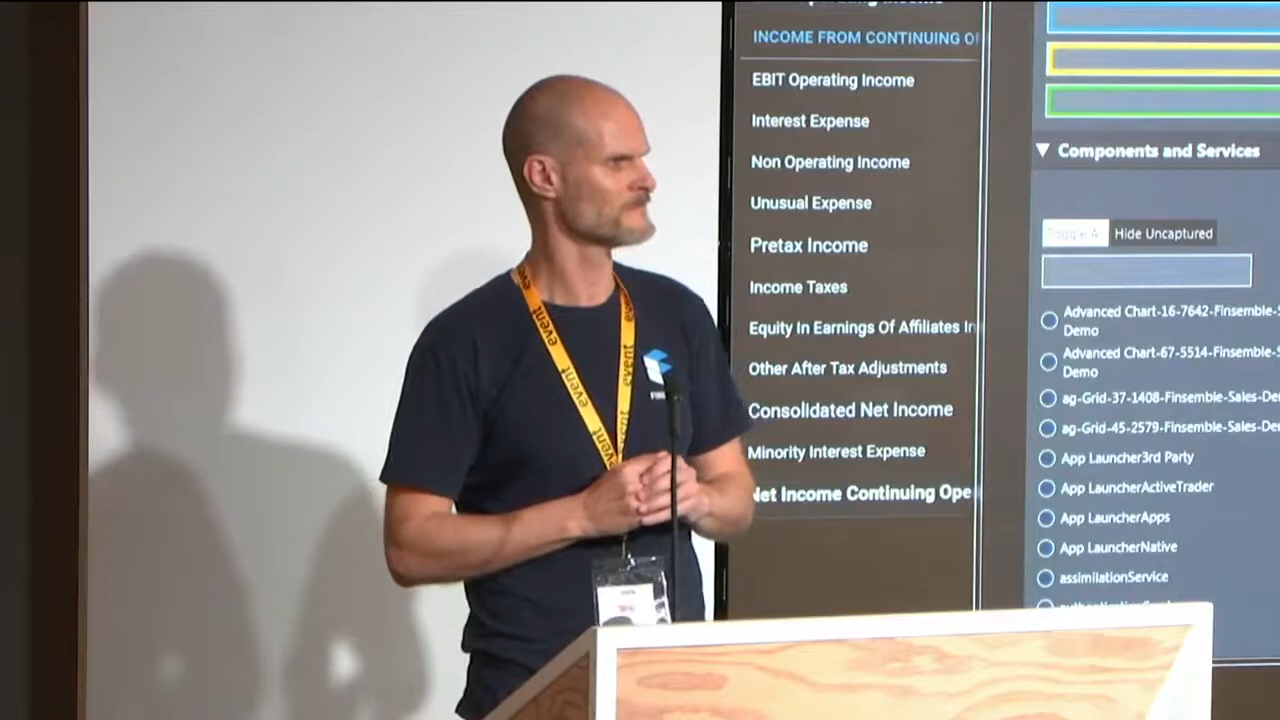 event
event
event
event
event
INCOME FROM CONTINUING
EBIT Operating Income
Interest Expense
Non Operating Income
Unusual Expense
Pretax Income
Income Taxes
Equity In Earnings Of Affiliates
Other After Tax Adjustments
Consolidated Net Income
Minority Interest Expense
Net Income Continuing
Components and Services
Hide Uncaptured
Advanced Chart-16-7642-Finsemble-S
Demo
Advanced Chart-67-5514-Finsemble-S
Demo
ag-Grid-37-1408-Finsemble-Sales-De
ag-Grid-45-2579-Finsemble-Sales-De
App Launcher3rd Party
App LauncherActiveTrader
App LauncherApps
App LauncherNative
assimilationService